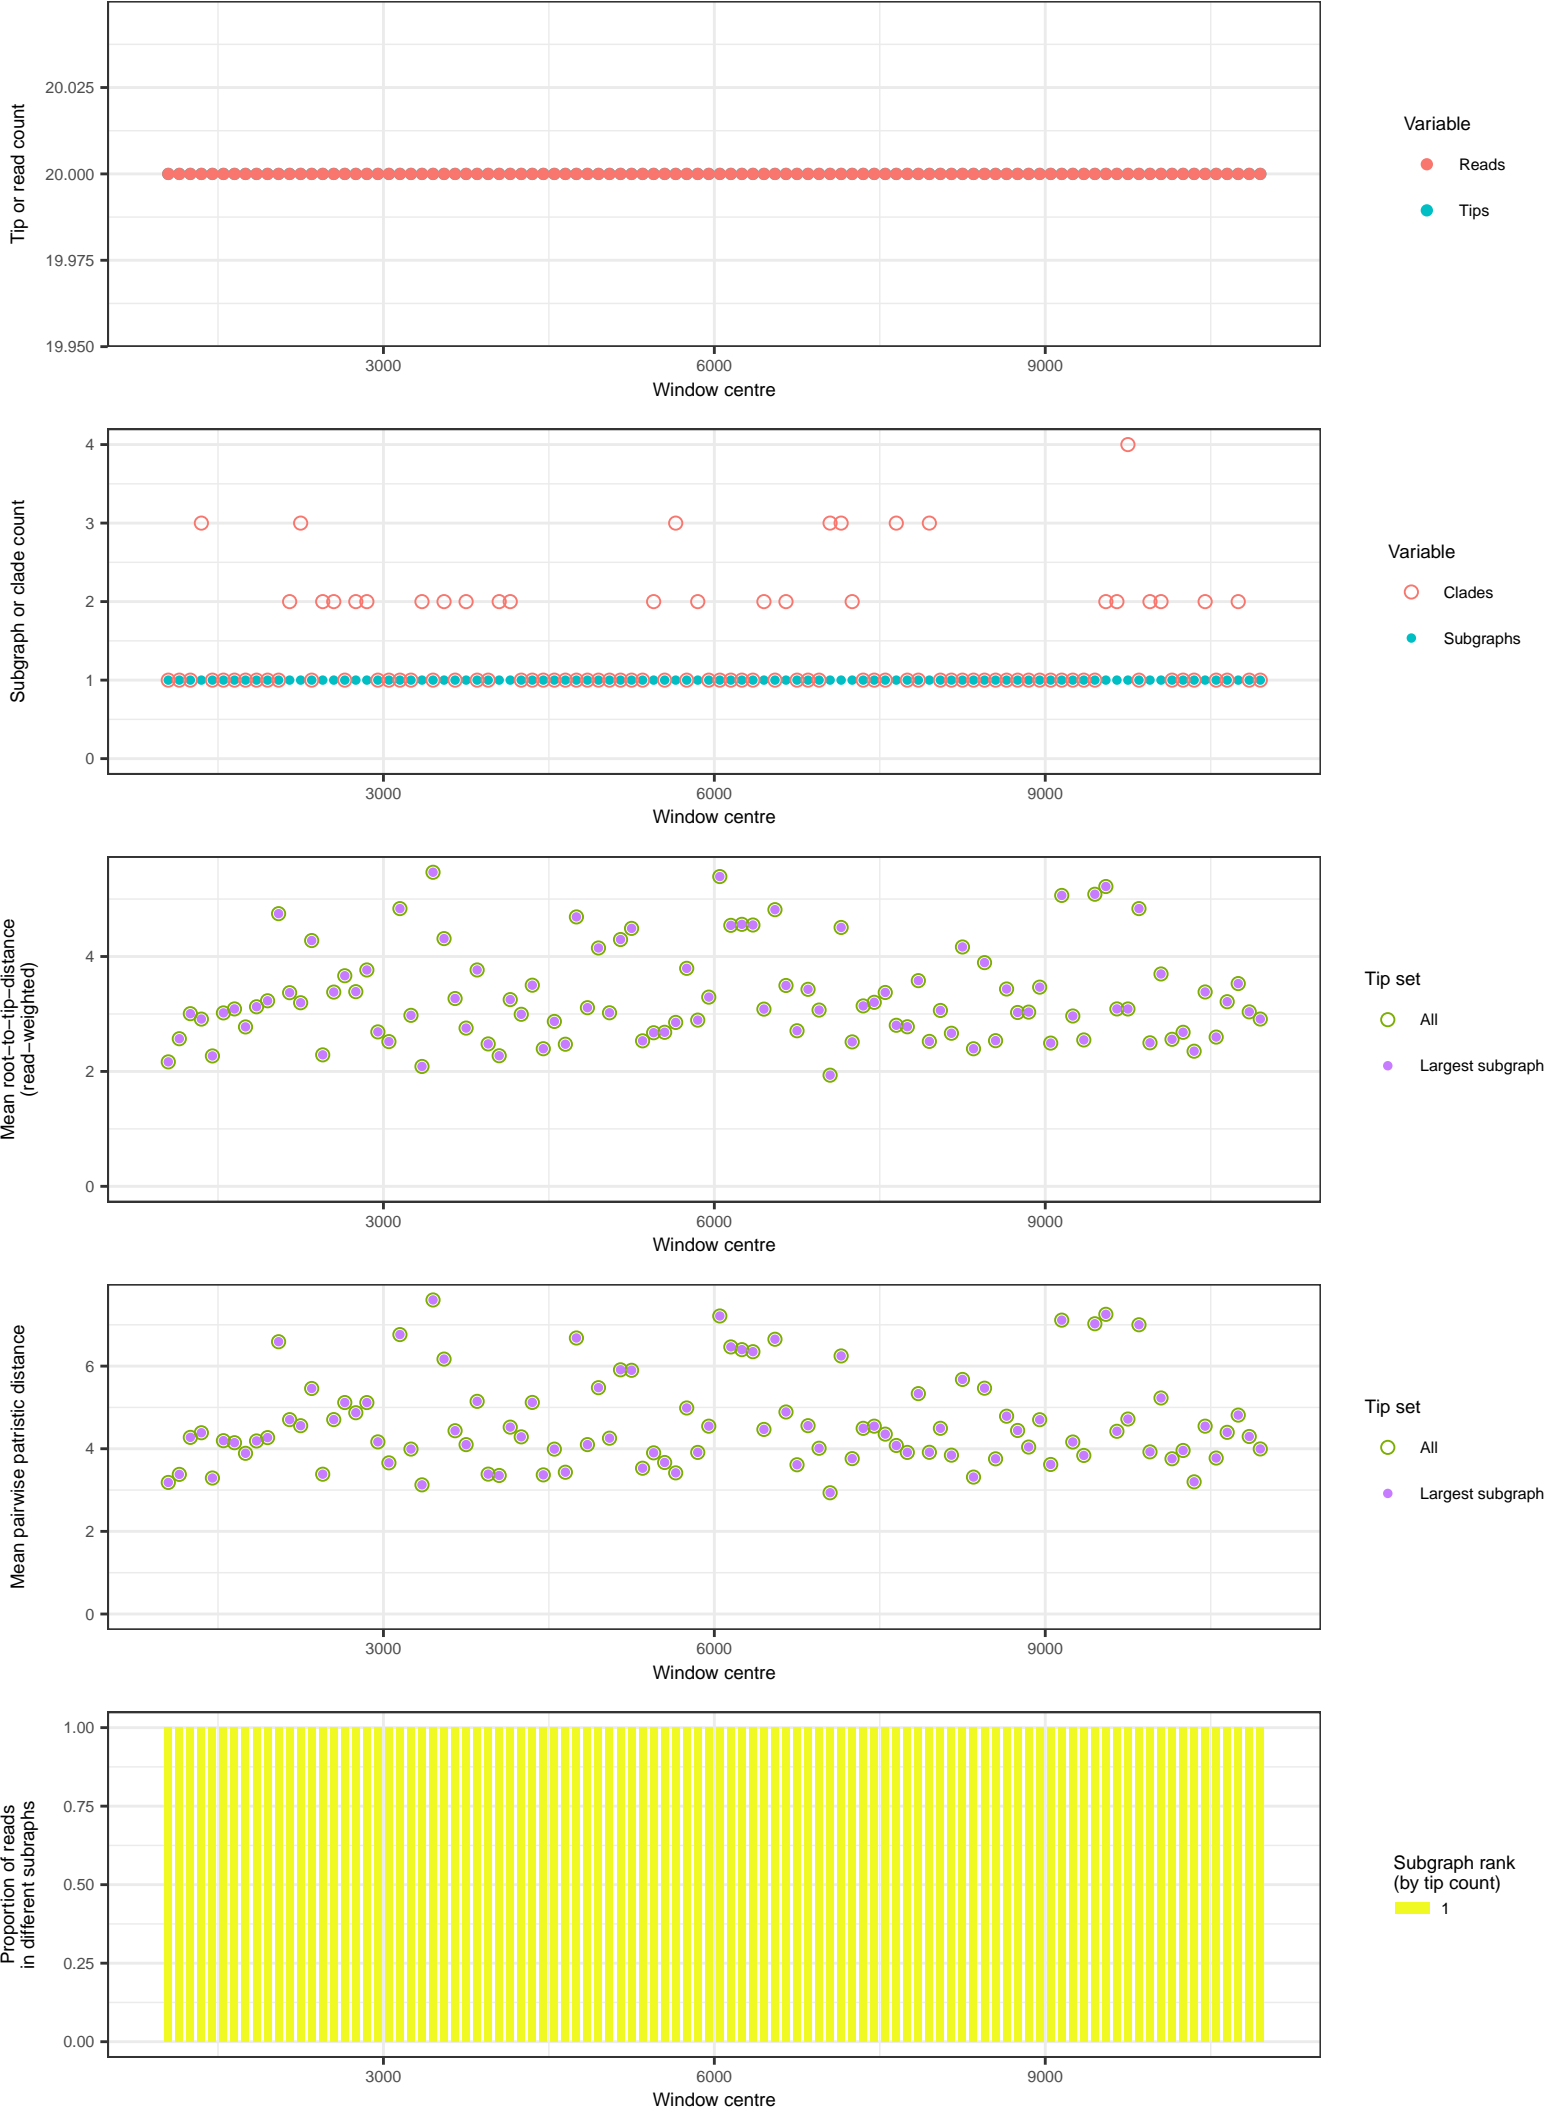 Tip or read count
20.025
20.000
19.975
19.950
3000 6000 9000
Window centre
Variable
Reads
Tips
Subgraph or clade count
4
3
2
1
0
3000 6000 9000
Window centre
Variable
Clades
Subgraphs
Mean root−to−tip−distance
(read−weighted)
4
2
0
3000 6000 9000
Window centre
Tip set
All
Largest subgraph
Mean pairwise patristic distance
6
4
2
0
3000 6000 9000
Window centre
Tip set
All
Largest subgraph
Proportion of reads
in different subraphs
1.00
0.75
0.50
0.25
0.00
3000 6000 9000
Window centre
Subgraph rank
(by tip count)
1